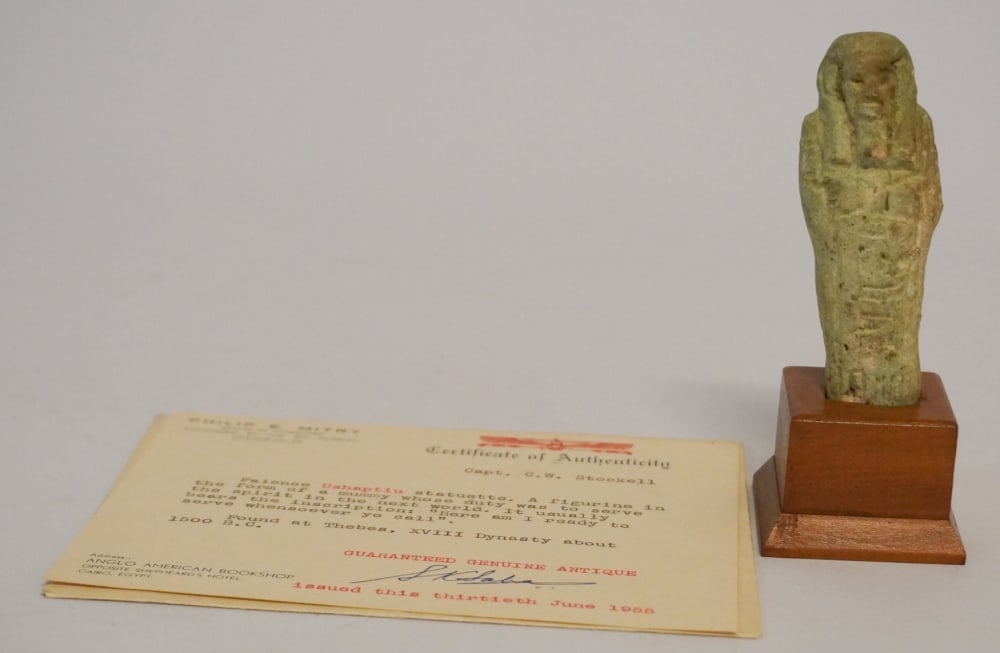 PHILIP E. MITRY
Certificate of Authenticity
Capt. C.W. Stockell
Faience Ushaptiu statuette. A figurine in
the form of a mummy whose duty was to serve
the spirit in the next world. It usually
bears the inscription: "Here am I ready to
serve whensoever ye call".
Found at Thebes, XVIII Dynasty about
1500 B.C.
GUARANTEED GENUINE ANTIQUE
Address:
ANGLO AMERICAN BOOKSHOP
OPPOSITE SHEPHEARD'S HOTEL
CAIRO, EGYPT
issued this thirtieth June 1955